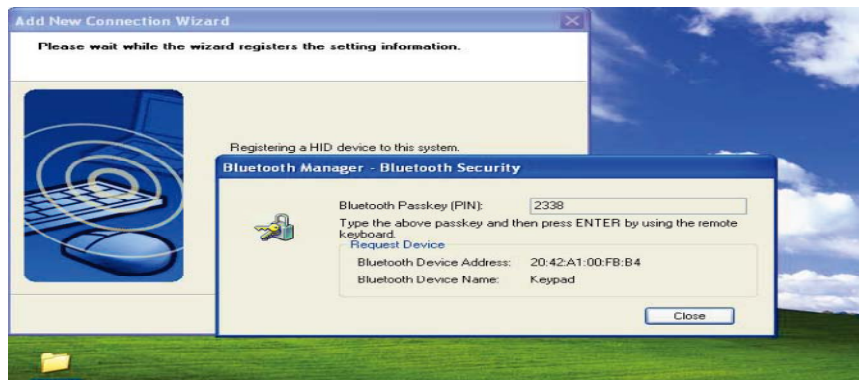 Add New Connection Wizard
Please wait while the wizard registers the setting information.
Registering a HID device to this system.
Bluetooth Manager - Bluetooth Security
Bluetooth Passkey (PIN): 2338
Type the above passkey and then press ENTER by using the remote
keyboard.
Request Device
Bluetooth Device Address: 20:42:A1:00:FB:B4
Bluetooth Device Name: Keypad
Close